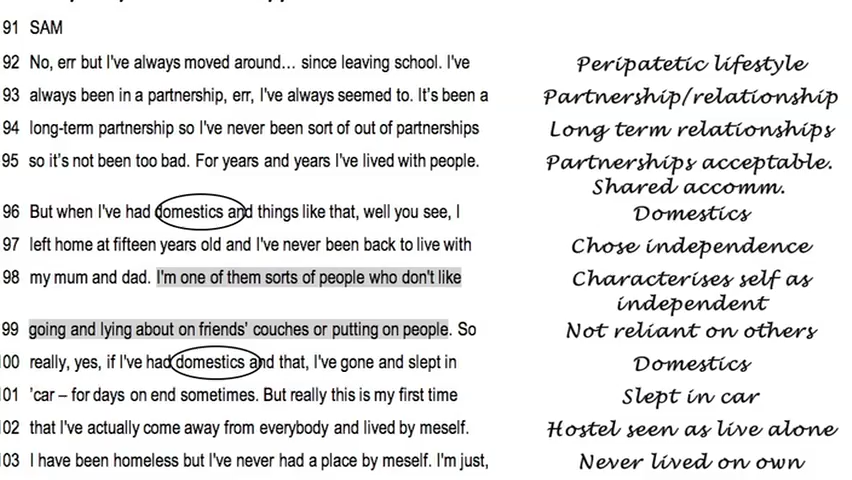 91 SAM
92 No, err but I've always moved around… since leaving school. I've Peripatetic lifestyle
93 always been in a partnership, err, I've always seemed to. It's been a Partnership/relationship
94 long-term partnership so I've never been sort of out of partnerships Long term relationships
95 so it's not been too bad. For years and years I've lived with people. Partnerships acceptable.
Shared accomm.
96 But when I've had domestics and things like that, well you see, I Domestics
97 left home at fifteen years old and I've never been back to live with Chose independence
98 my mum and dad. I'm one of them sorts of people who don't like Characterises self as
independent
99 going and lying about on friends' couches or putting on people. So Not reliant on others
100 really, yes, if I've had domestics and that, I've gone and slept in Domestics
101 'car – for days on end sometimes. But really this is my first time Slept in car
102 that I've actually come away from everybody and lived by meself. Hostel seen as live alone
103 I have been homeless but I've never had a place by meself. I'm just, Never lived on own